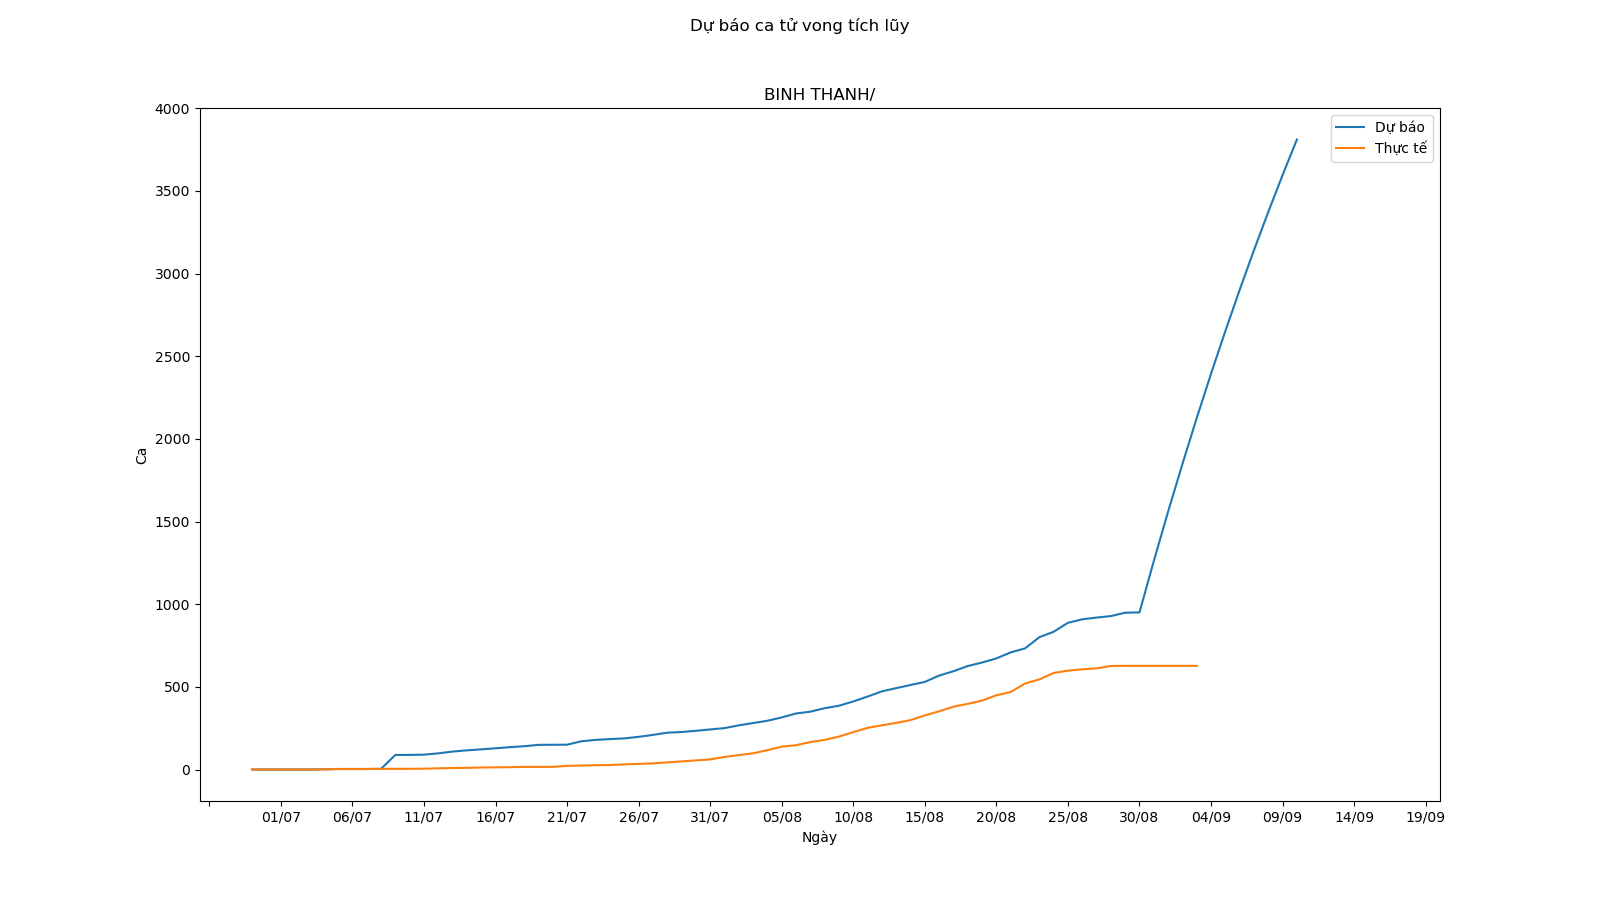 Dự báo ca tử vong tích lũy
BINH THANH/
Dự báo
Thực tế
4000
3500
3000
2500
2000
1500
1000
500
0
Ca
01/07 06/07 11/07 16/07 21/07 26/07 31/07 05/08 10/08 15/08 20/08 25/08 30/08 04/09 09/09 14/09 19/09
Ngày